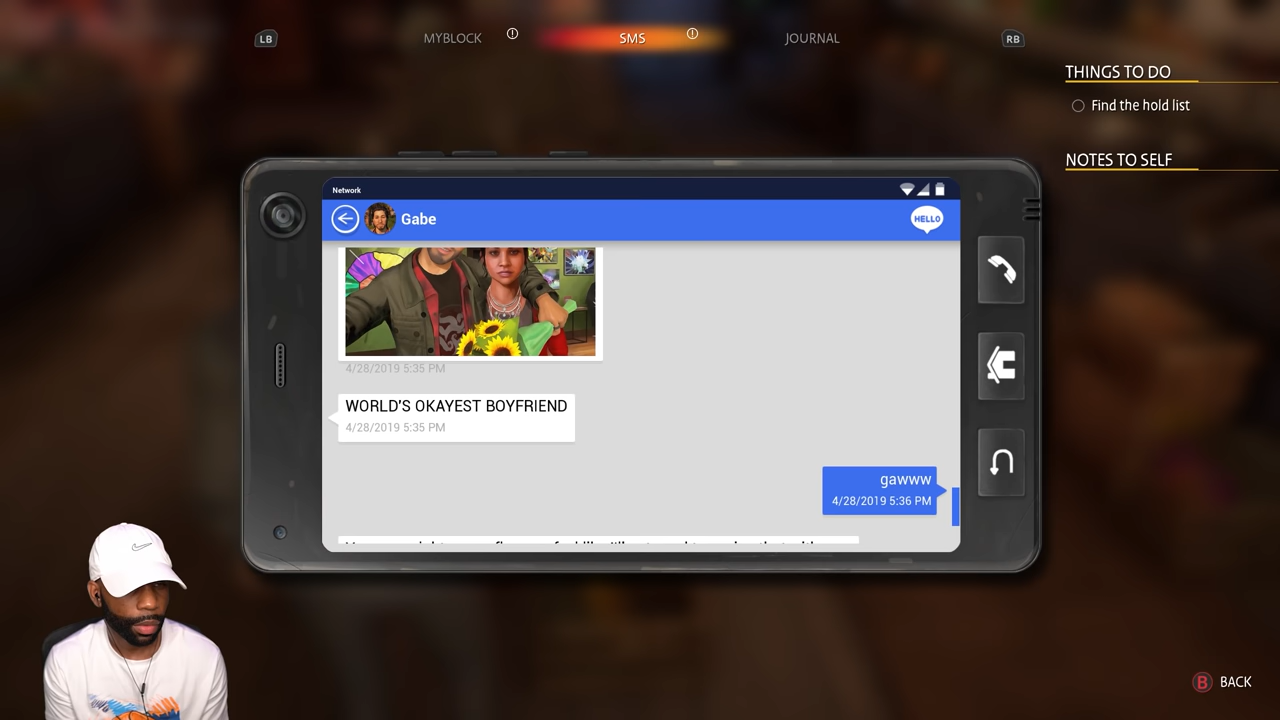 LB
MYBLOCK
SMS
JOURNAL
RB
THINGS TO DO
Find the hold list
NOTES TO SELF
Network
Gabe
HELLO
4/28/2019 5:35 PM
WORLD'S OKAYEST BOYFRIEND
4/28/2019 5:35 PM
gawww
4/28/2019 5:36 PM
B BACK